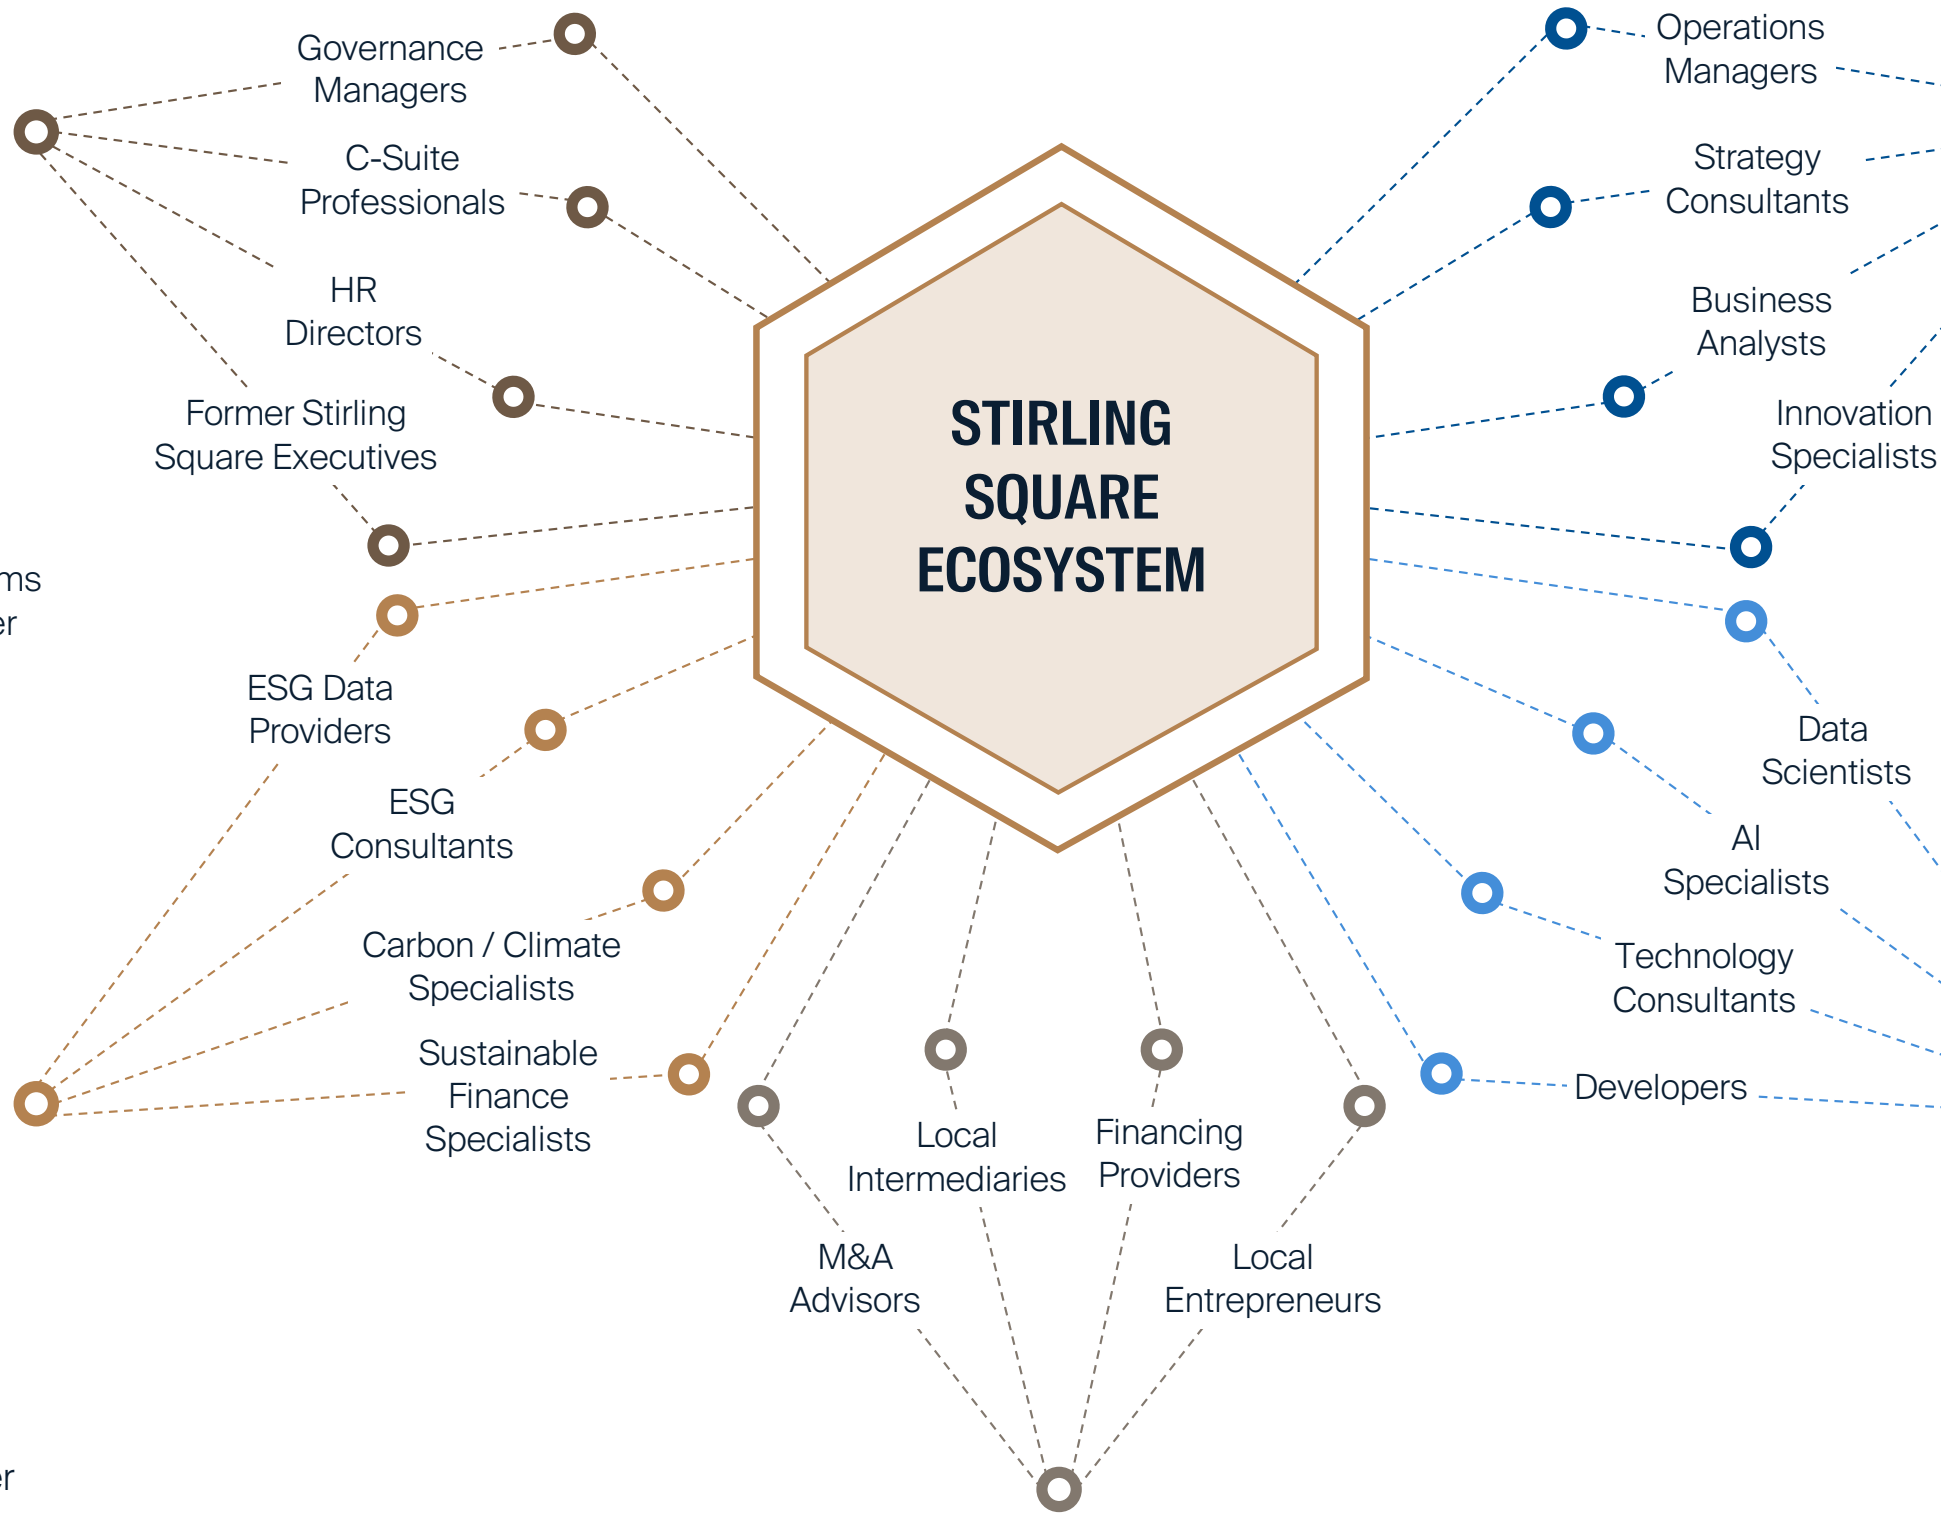 Governance
Managers
C-Suite
Professionals
HR
Directors
Former Stirling
Square Executives
Operations
Managers
Strategy
Consultants
Business
Analysts
Innovation
Specialists
STIRLING
SQUARE
ECOSYSTEM
ESG Data
Providers
ESG
Consultants
Carbon / Climate
Specialists
Sustainable
Finance
Specialists
Data
Scientists
AI
Specialists
Technology
Consultants
Developers
Local
Intermediaries
Financing
Providers
M&A
Advisors
Local
Entrepreneurs